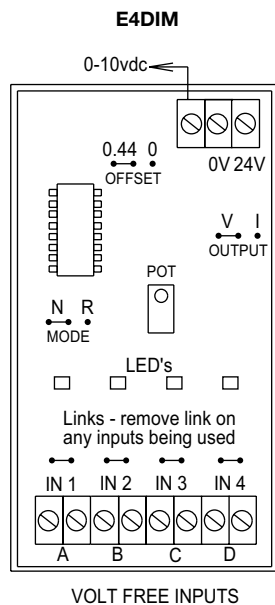 E4DIM
0-10vdc
0V 24V
0.44 0
OFFSET
V I
OUTPUT
POT
N R
MODE
LED's
Links - remove link on
any inputs being used
IN 1 IN 2 IN 3 IN 4
A B C D
VOLT FREE INPUTS